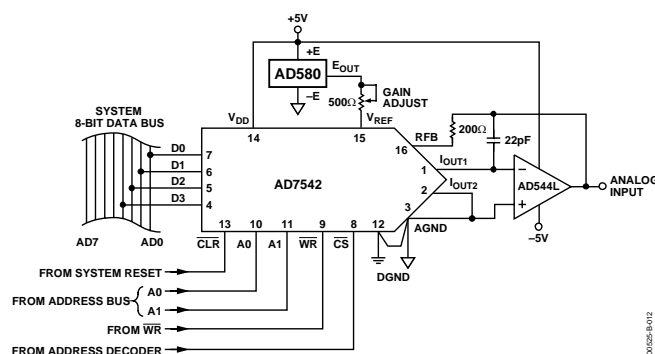 +5V
+E
AD580
EOUT
–E
500Ω
GAIN
ADJUST
SYSTEM
8-BIT DATA BUS
VDD
VREF
14
15
RFB
200Ω
22pF
16
D0
7
IOUT1
1
–
D1
6
2
IOUT2
AD7542
AD544L
ANALOG
INPUT
D2
5
+
D3
4
3
AGND
–5V
13
10
11
9
8
12
AD7
AD0
CLR
A0
A1
WR
CS
DGND
FROM SYSTEM RESET
FROM ADDRESS BUS
A0
A1
FROM WR
FROM ADDRESS DECODER
00525-B-012